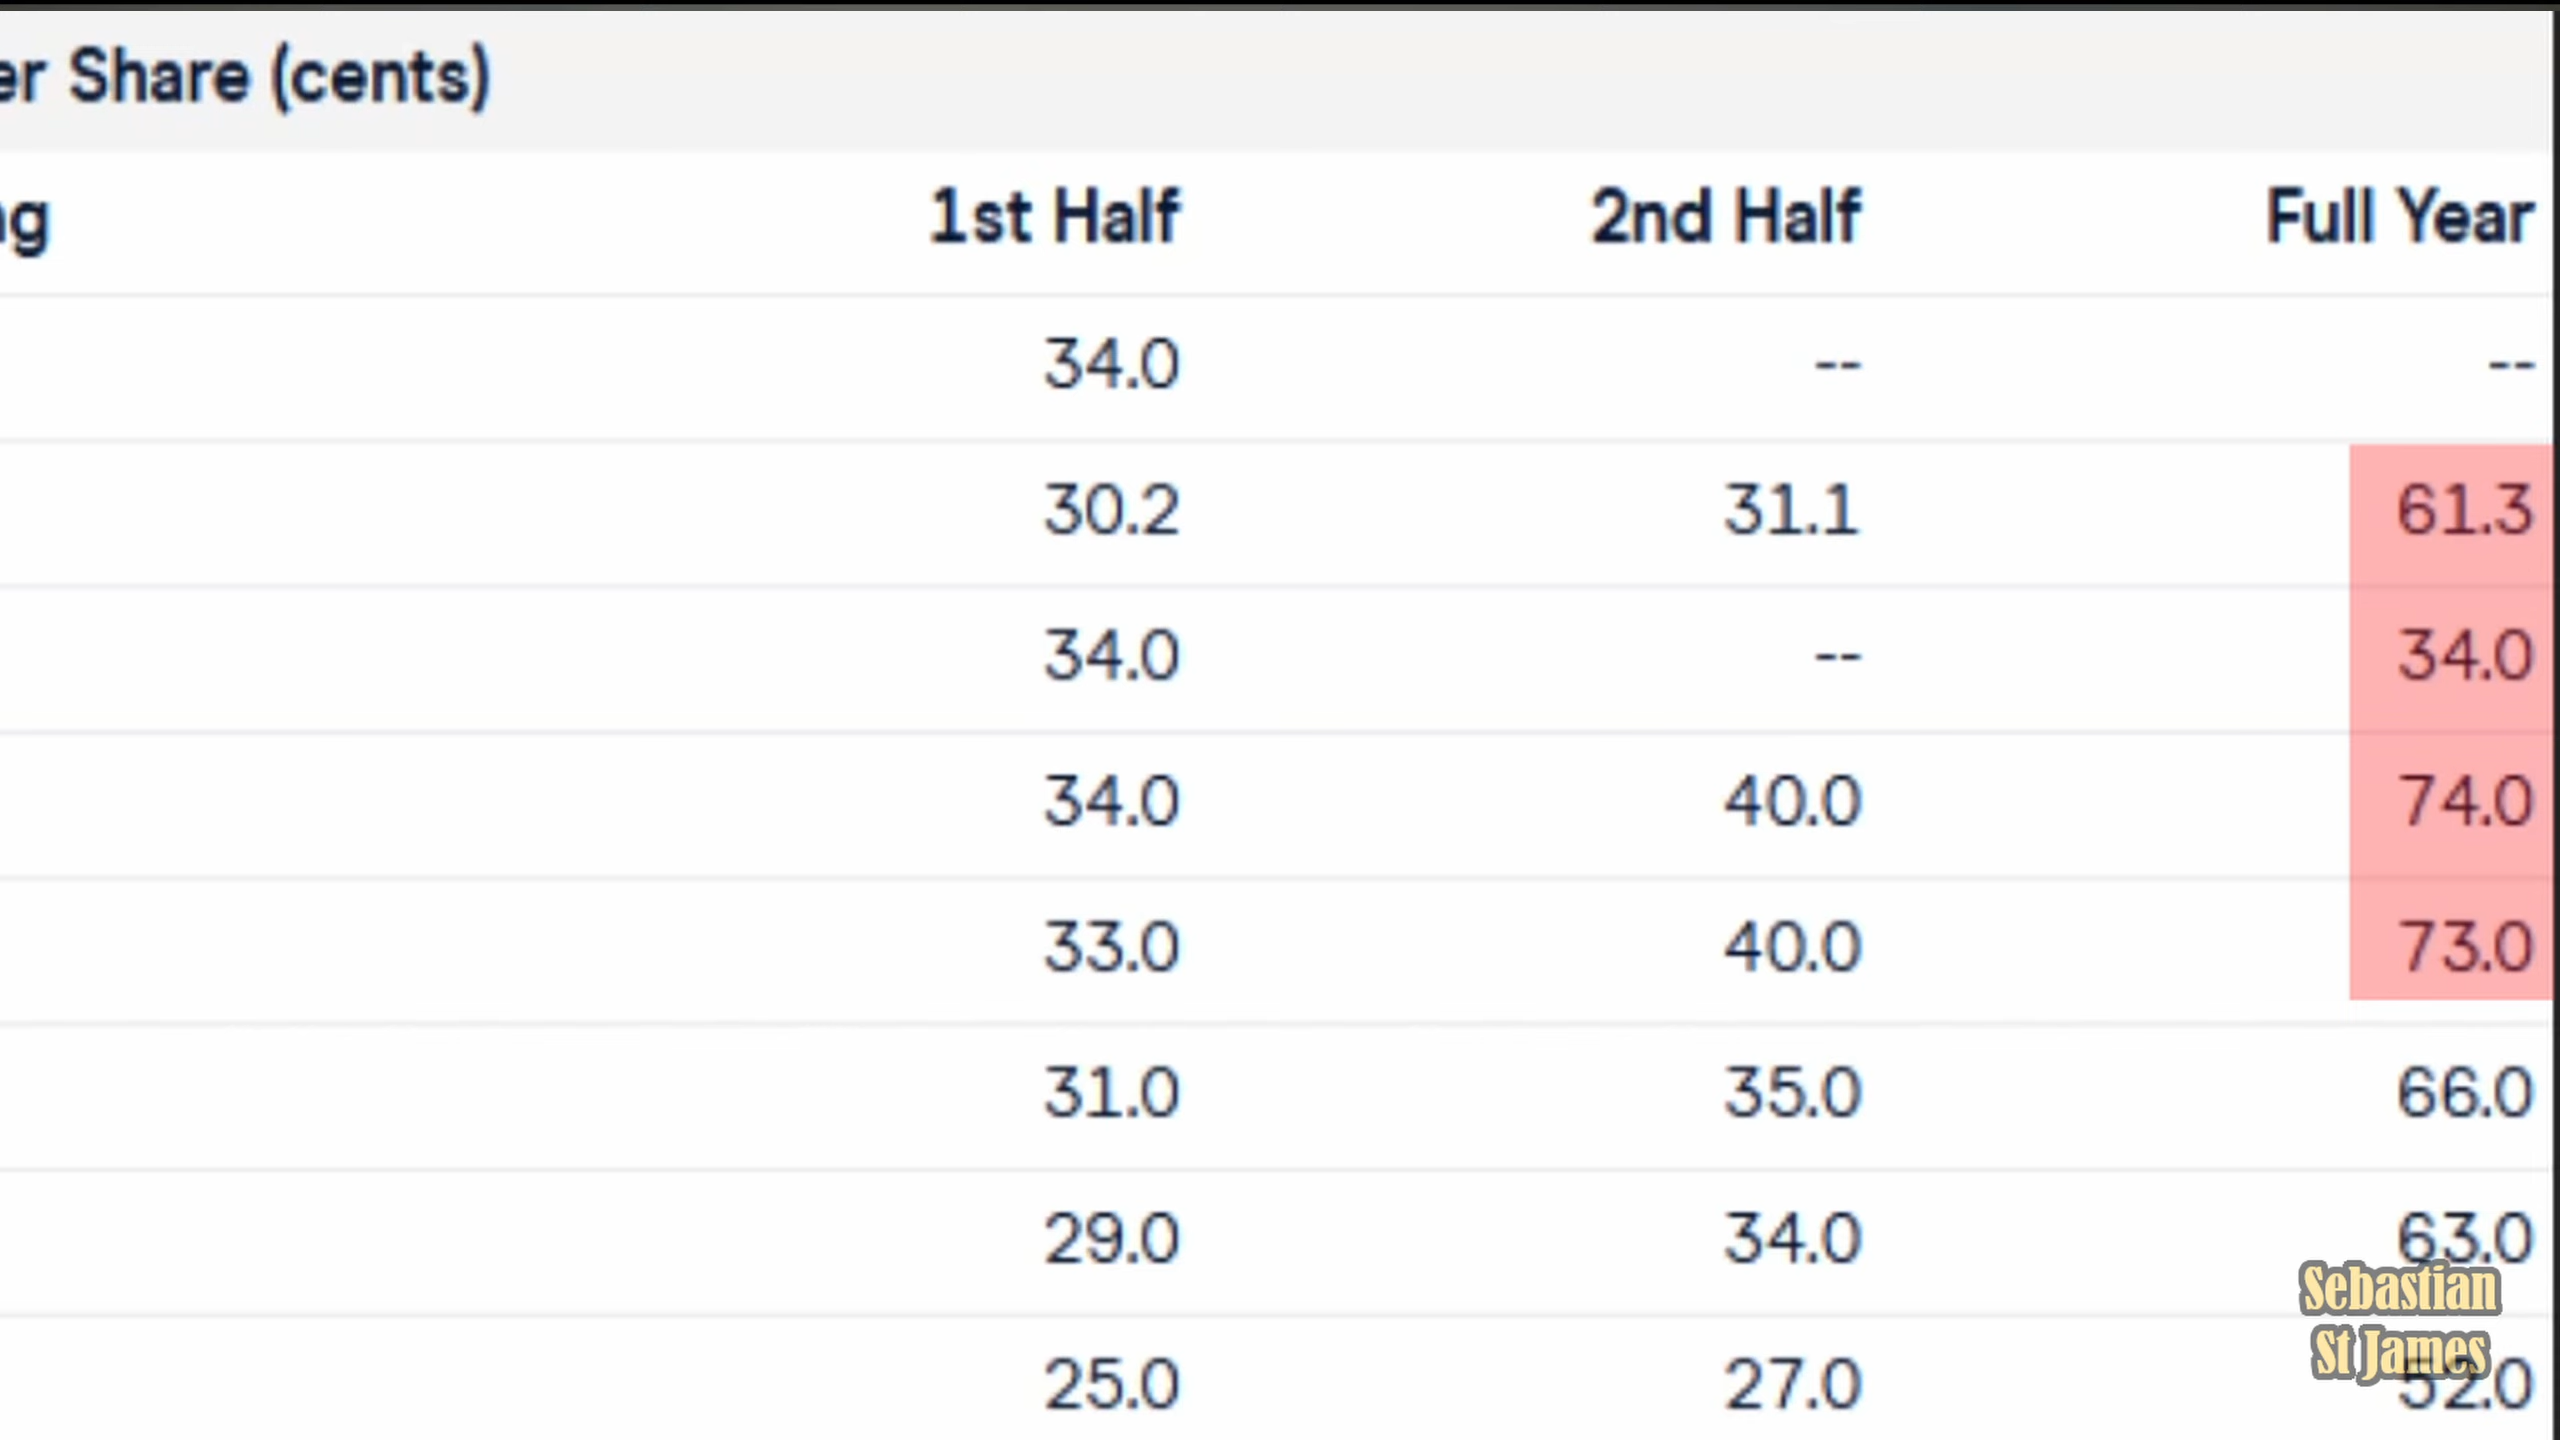 er Share (cents)
ng 1st Half 2nd Half Full Year
34.0 -- --
30.2 31.1 61.3
34.0 -- 34.0
34.0 40.0 74.0
33.0 40.0 73.0
31.0 35.0 66.0
29.0 34.0 63.0
25.0 27.0 52.0
Sebastian
St James